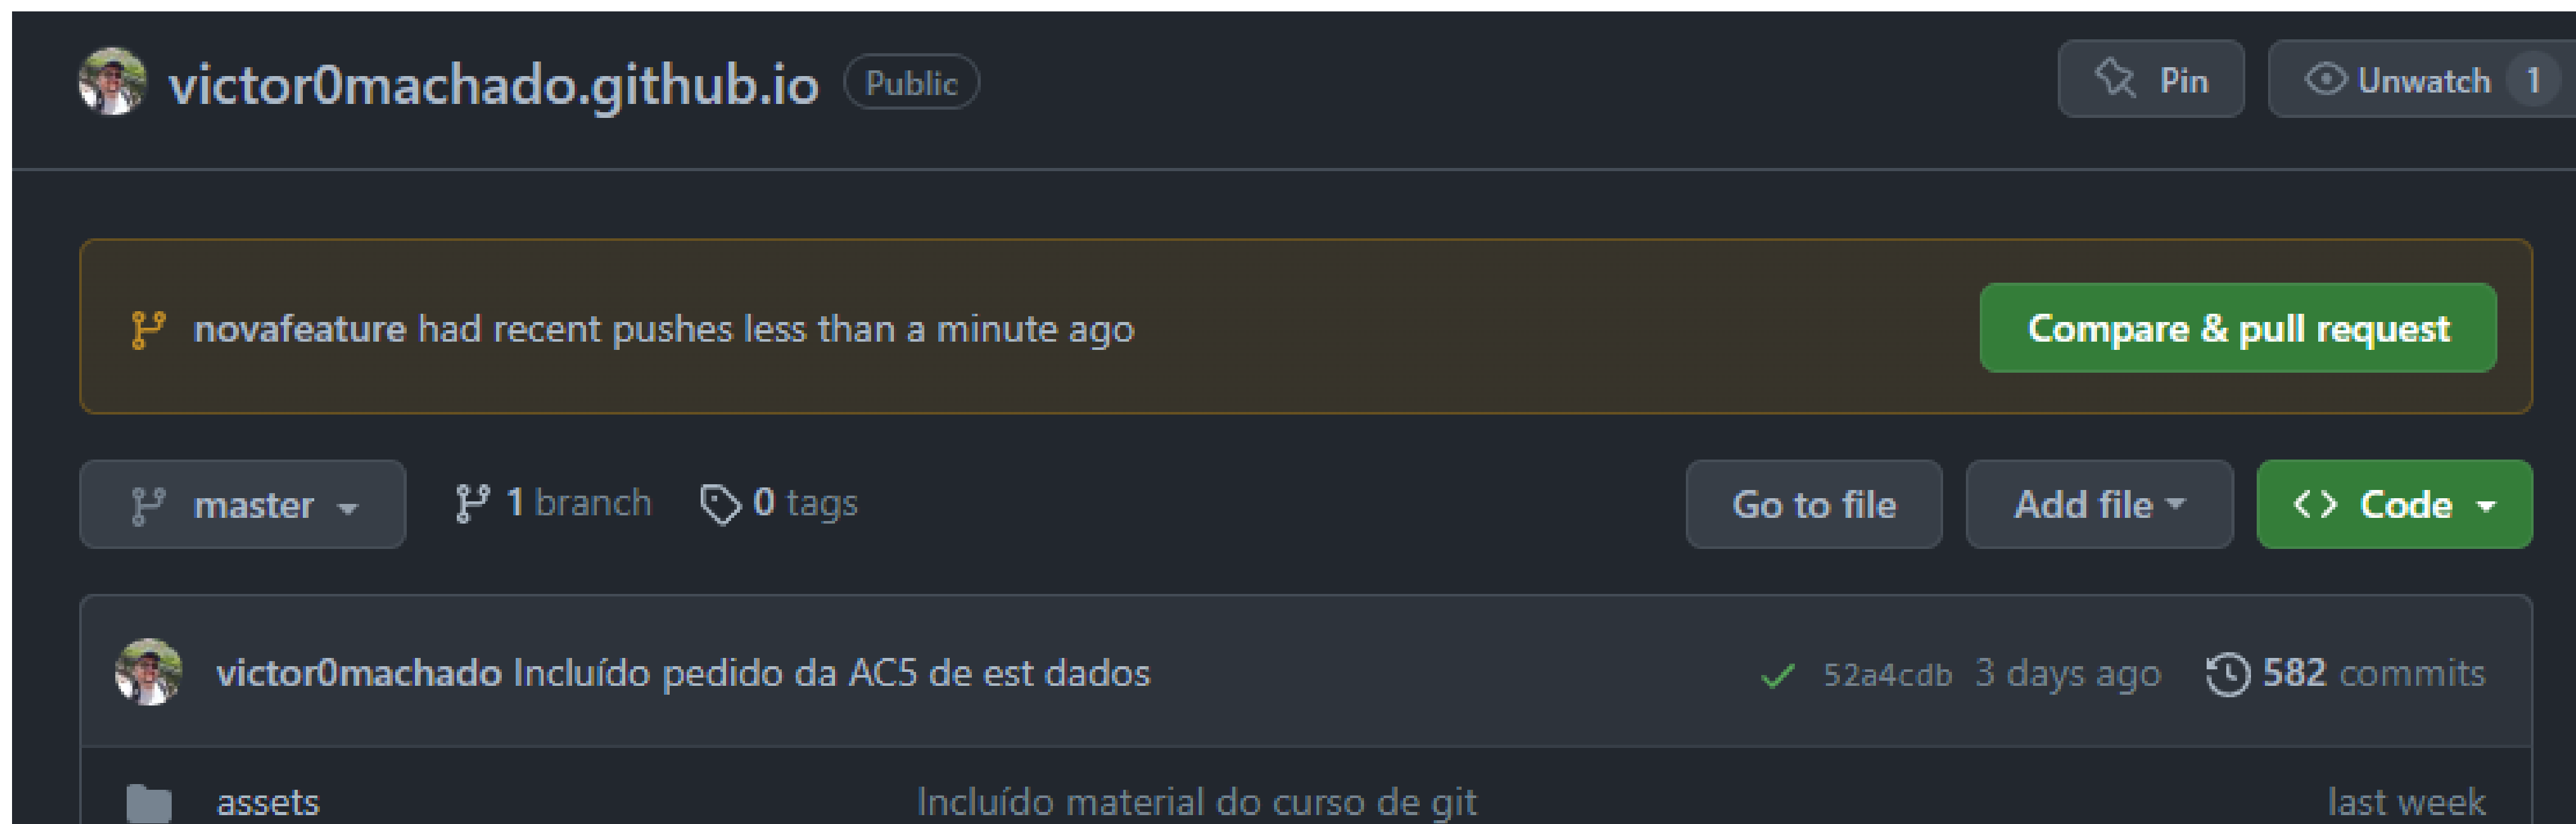 victor0machado.github.io Public Pin Unwatch 1
novafeature had recent pushes less than a minute ago Compare & pull request
master 1 branch 0 tags Go to file Add file Code
victor0machado Incluído pedido da AC5 de est dados 52a4cdb 3 days ago 582 commits
assets Incluído material do curso de git last week